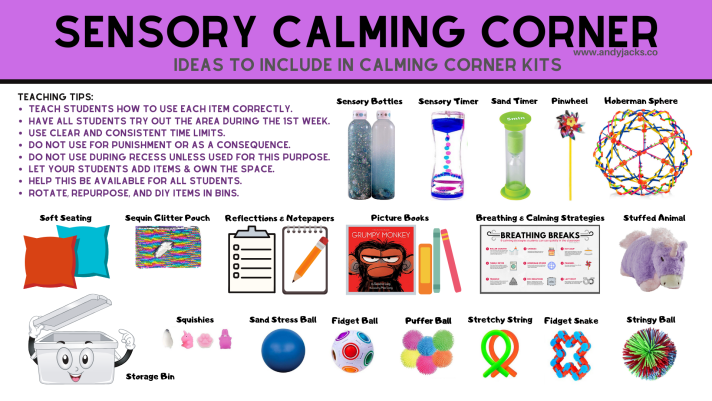 SENSORY CALMING CORNER
www.andyjacks.co
IDEAS TO INCLUDE IN CALMING CORNER KITS
TEACHING TIPS:
• TEACH STUDENTS HOW TO USE EACH ITEM CORRECTLY.
• HAVE ALL STUDENTS TRY OUT THE AREA DURING THE 1ST WEEK.
• USE CLEAR AND CONSISTENT TIME LIMITS.
• DO NOT USE FOR PUNISHMENT OR AS A CONSEQUENCE.
• DO NOT USE DURING RECESS UNLESS USED FOR THIS PURPOSE.
• LET YOUR STUDENTS ADD ITEMS & OWN THE SPACE.
• HELP THIS BE AVAILABLE FOR ALL STUDENTS.
• ROTATE, REPURPOSE, AND DIY ITEMS IN BINS.
Sensory Bottles
Sensory Timer
Sand Timer
Pinwheel
Hoberman Sphere
Soft Seating
Sequin Glitter Pouch
Reflecttions & Notepapers
Picture Books
GRUMPY MONKEY
Breathing & Calming Strategies
BREATHING BREAKS
Stuffed Animal
Storage Bin
Squishies
Sand Stress Ball
Fidget Ball
Puffer Ball
Stretchy String
Fidget Snake
Stringy Ball